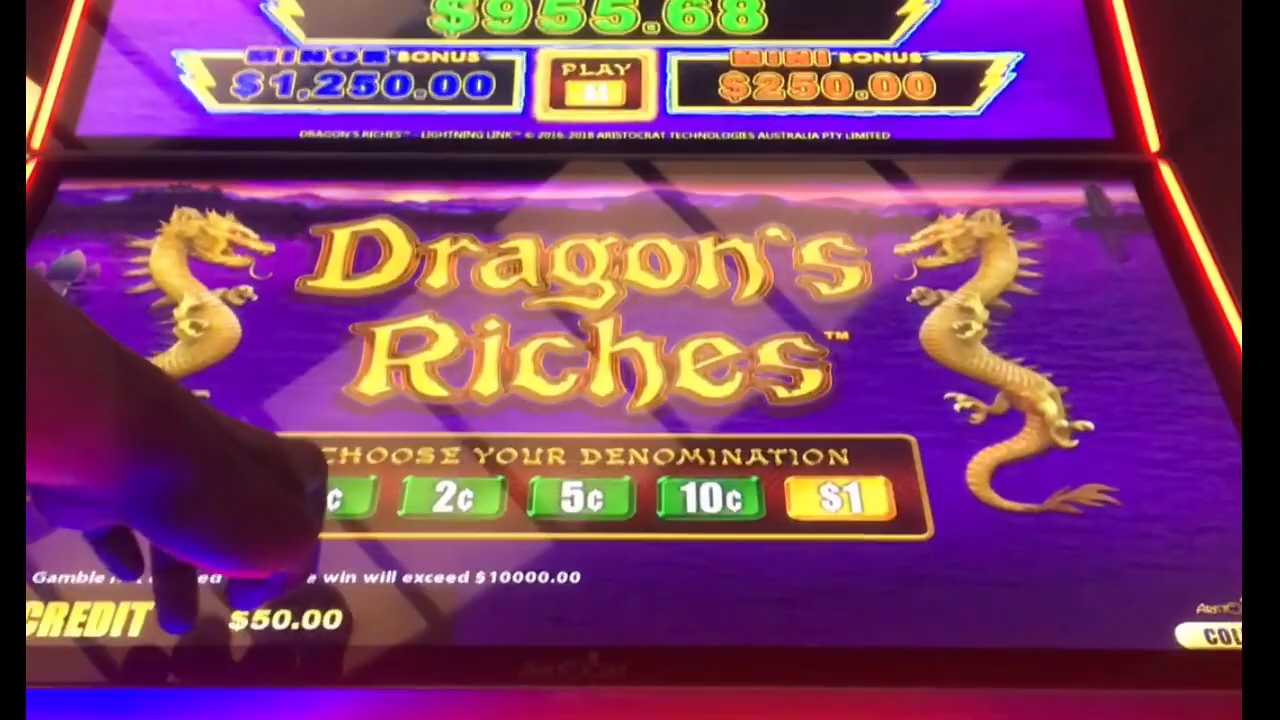 $955.68
MINOR BONUS
$1,250.00
PLAY
$1
MINI BONUS
$250.00
DRAGON'S RICHES™ LIGHTNING LINK™ © 2016, 2018 ARISTOCRAT TECHNOLOGIES AUSTRALIA PTY LIMITED
Dragon's
Riches™
CHOOSE YOUR DENOMINATION
¢ 2¢ 5¢ 10¢ $1
Gamble win will exceed $10000.00
CREDIT $50.00